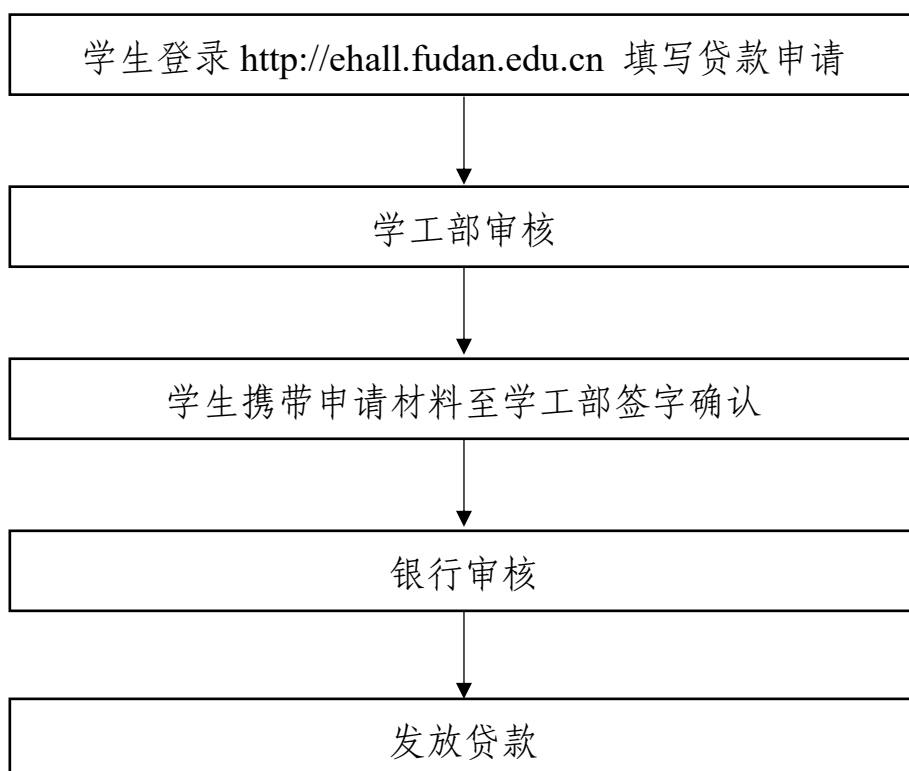 学生登录 http://ehall.fudan.edu.cn 填写贷款申请
学工部审核
学生携带申请材料至学工部签字确认
银行审核
发放贷款